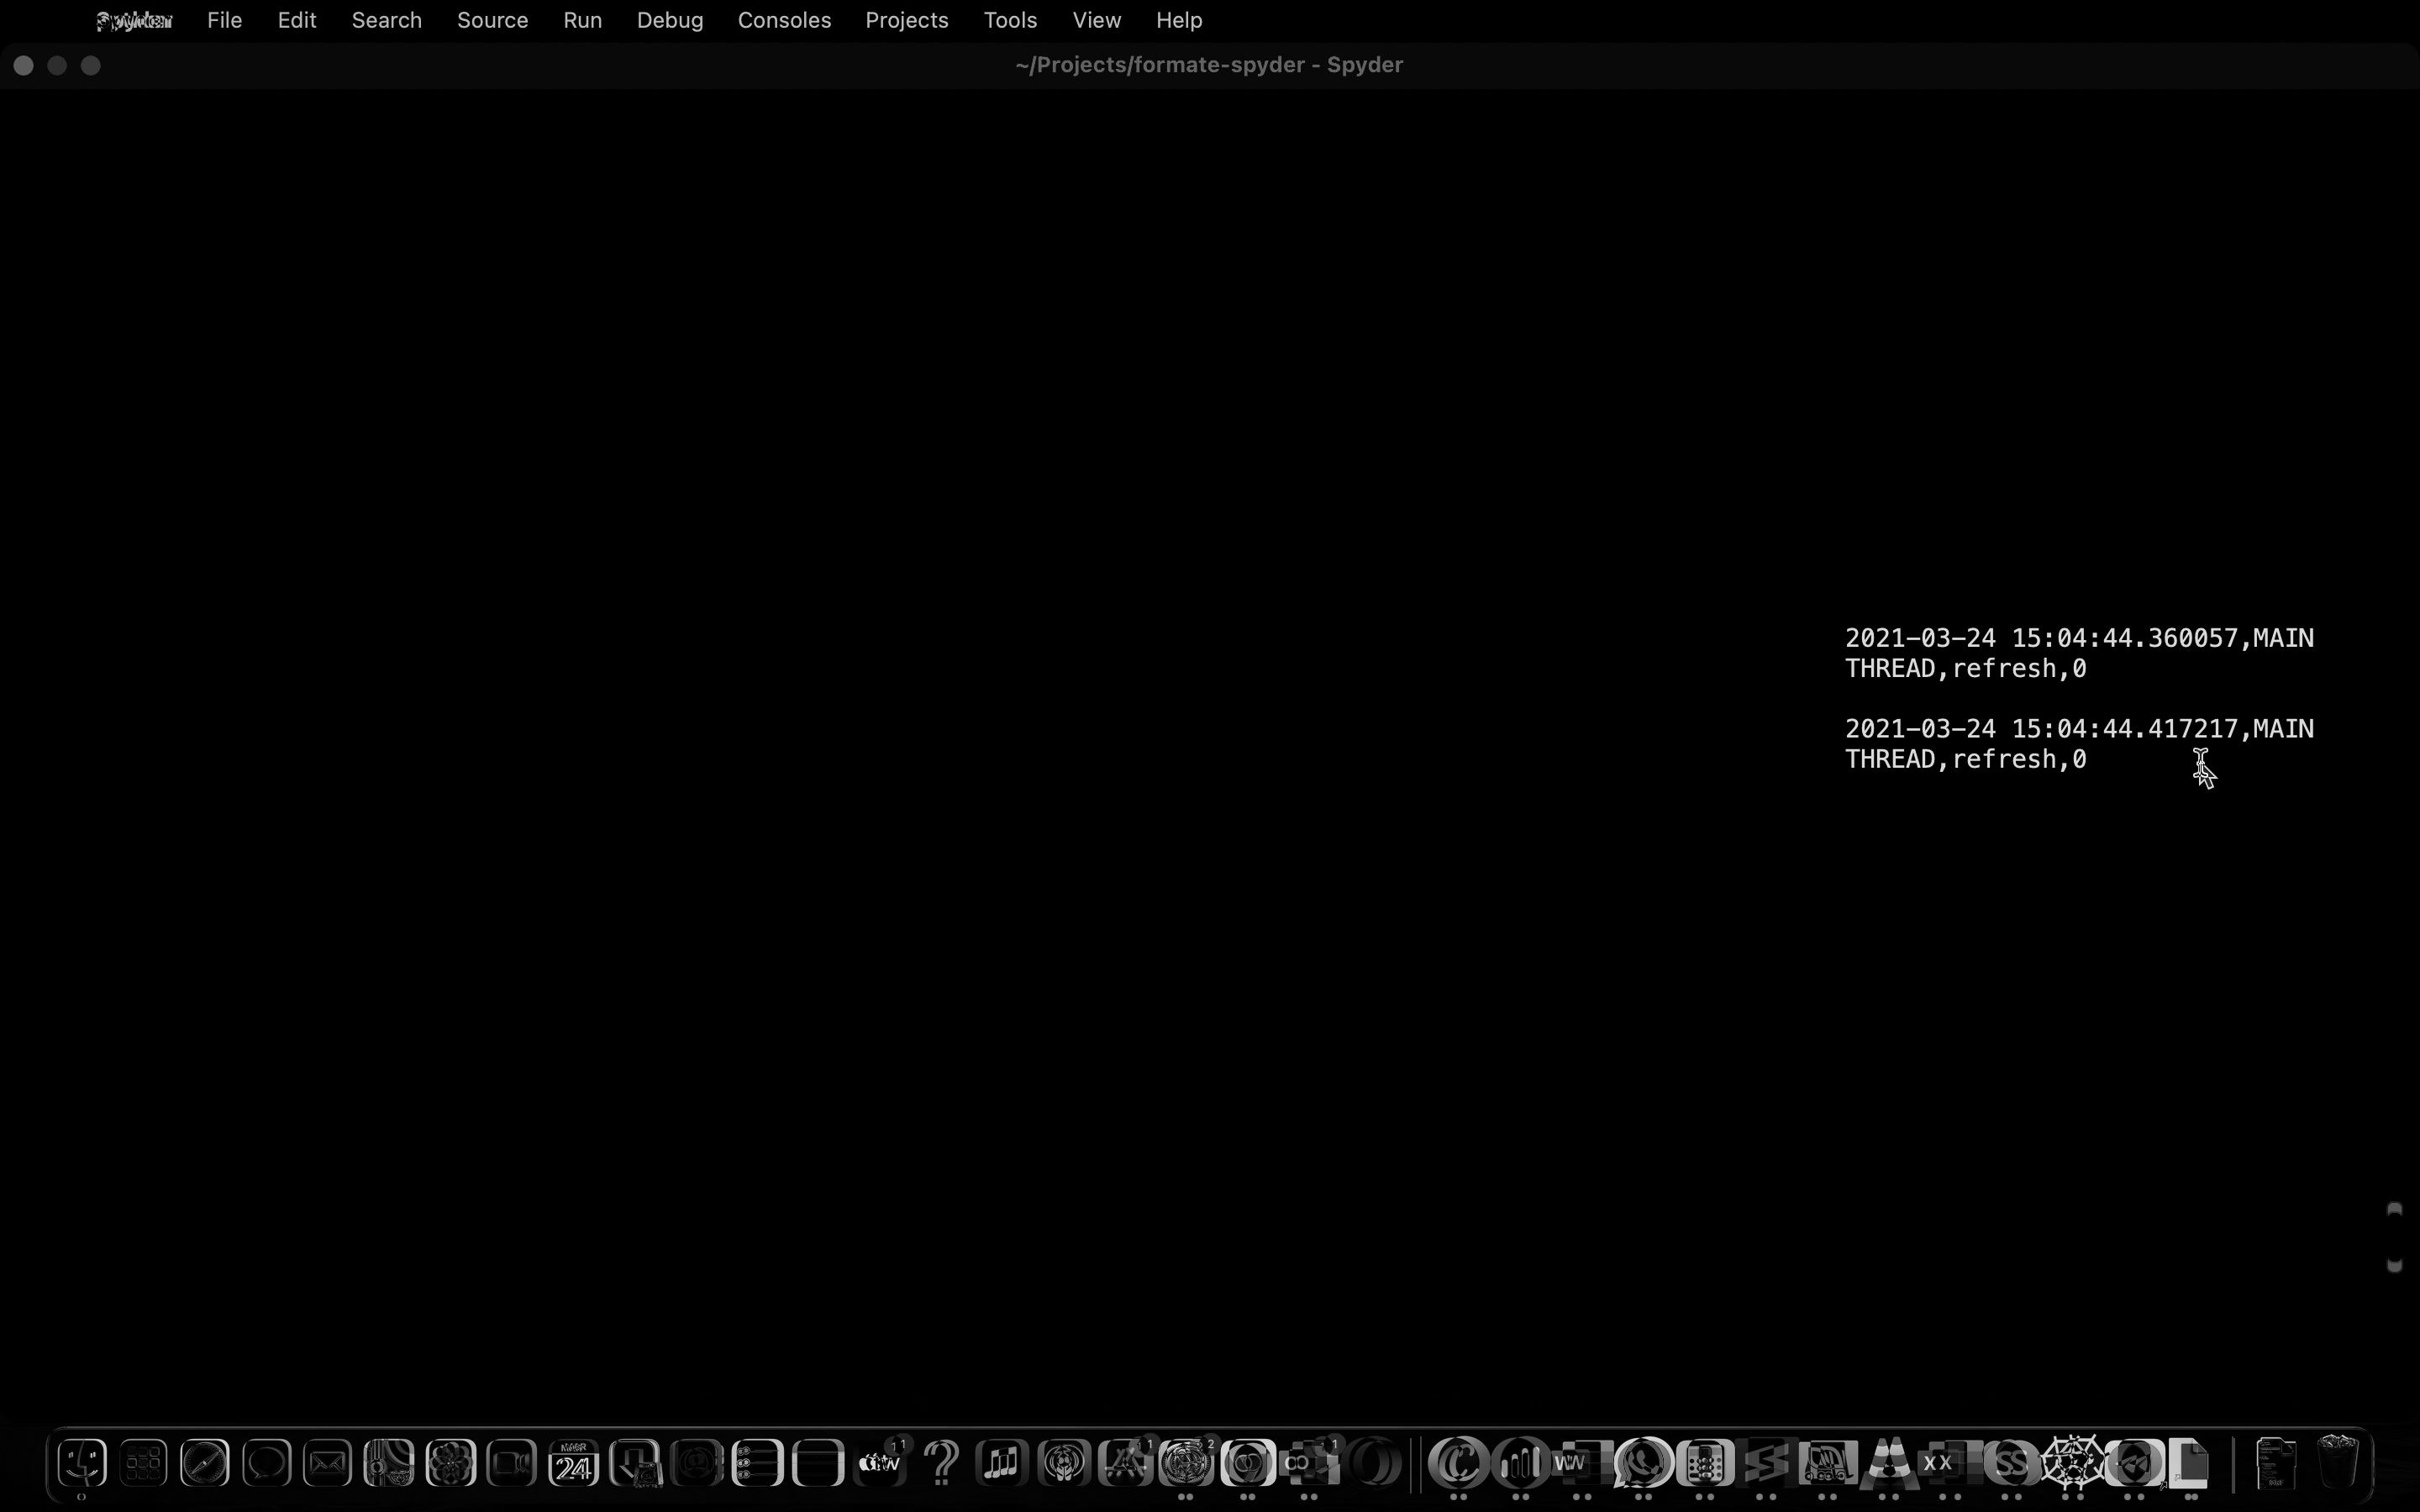 File Edit Search Source Run Debug Consoles Projects Tools View Help
~/Projects/formate-spyder - Spyder
2021-03-24 15:04:44.360057,MAIN
THREAD,refresh,0
2021-03-24 15:04:44.417217,MAIN
THREAD,refresh,0
24